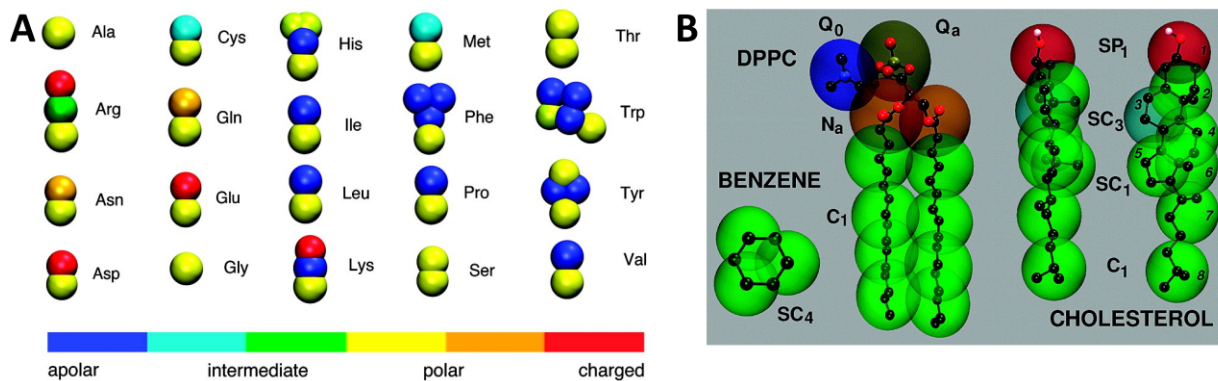 A
Ala
Cys
His
Met
Thr
Arg
Gln
Ile
Phe
Trp
Asn
Glu
Leu
Pro
Tyr
Asp
Gly
Lys
Ser
Val
apolar intermediate polar charged
B
Q0 Qa
DPPC
Na
BENZENE
C1
SC4
SP1
SC3
SC1
C1
1
2
3
4
5
6
7
8
CHOLESTEROL